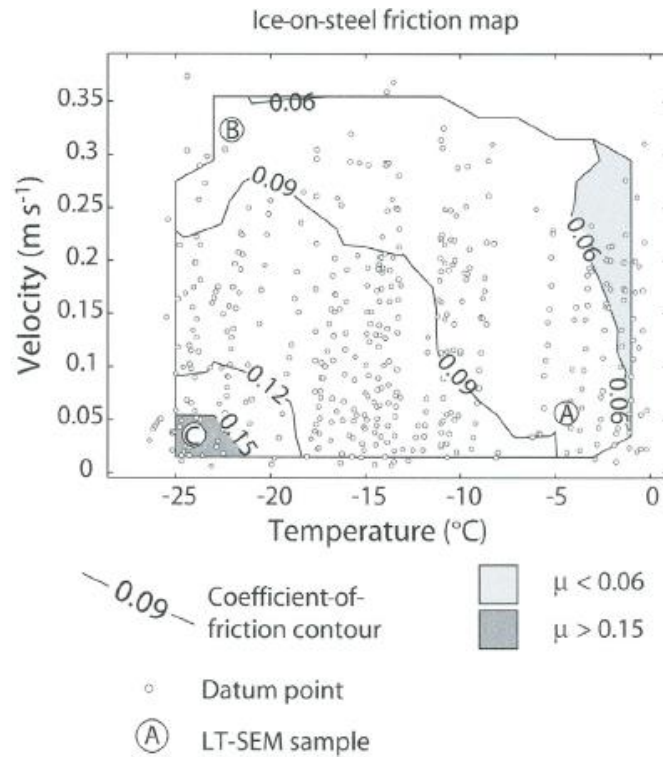 Ice-on-steel friction map
0.35
0.3
0.25
0.2
0.15
0.1
0.05
0
Velocity (m s⁻¹)
0.06
B
0.09
0.06
0.12
0.09
A
0.06
C
0.15
-25 -20 -15 -10 -5 0
Temperature (°C)
0.09
Coefficient-of-
friction contour
μ < 0.06
μ > 0.15
Datum point
A LT-SEM sample